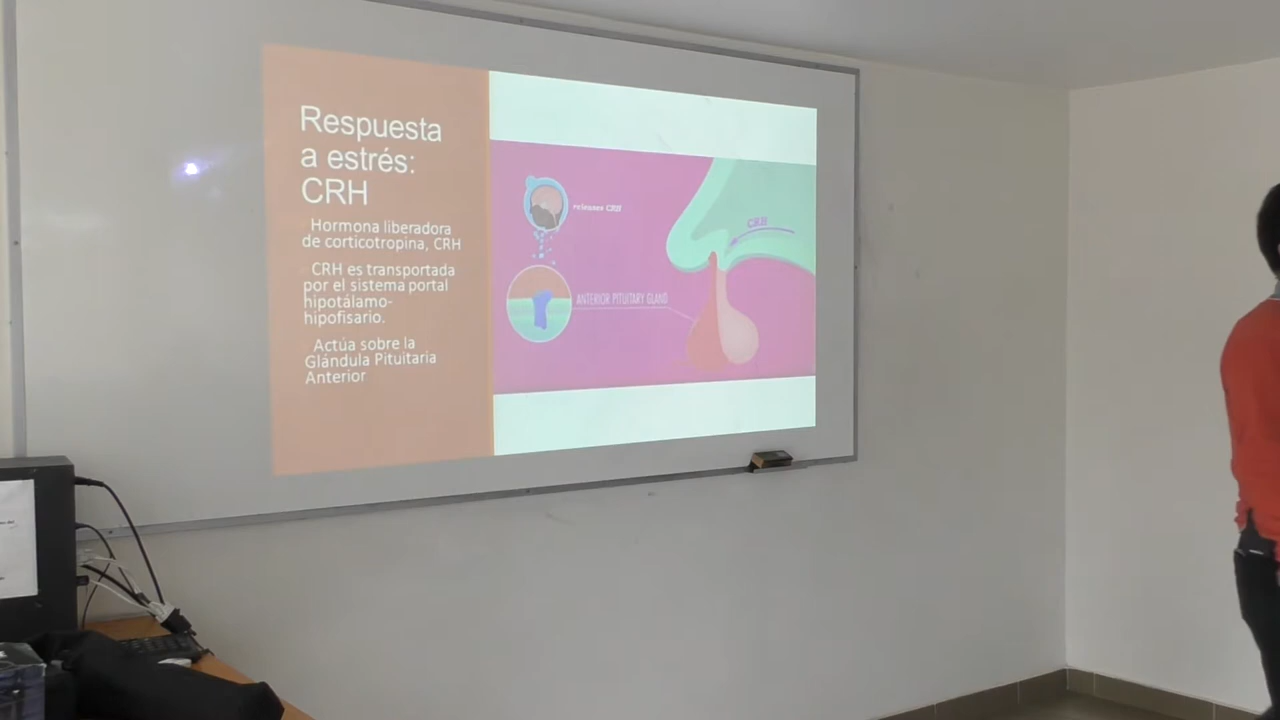 Respuesta
a estrés:
CRH
Hormona liberadora
de corticotropina, CRH
CRH es transportada
por el sistema portal
hipotálamo-
hipofisario.
Actúa sobre la
Glándula Pituitaria
Anterior
releases CRH
CRH
ANTERIOR PITUITARY GLAND